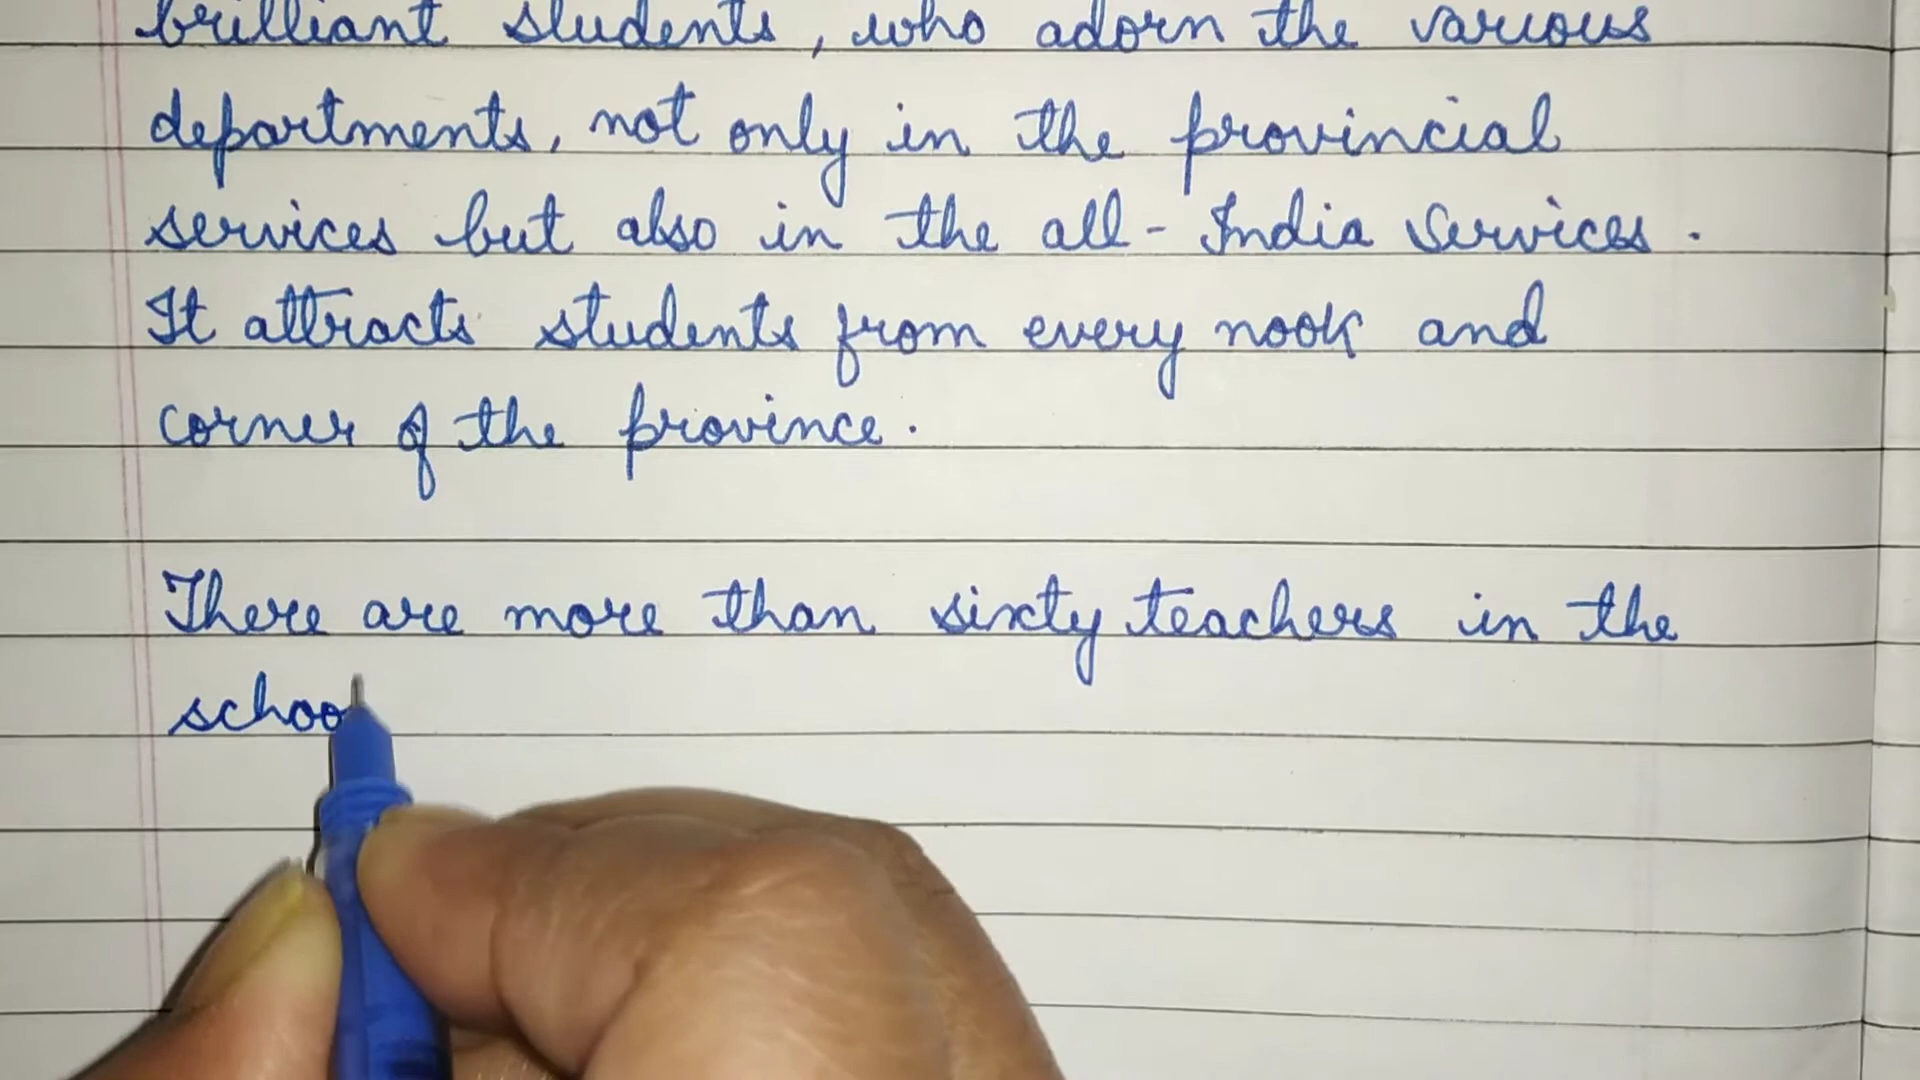 brilliant students, who adorn the various
departments, not only in the provincial
services but also in the all-India Services.
It attracts students from every nook and
corner of the province.
There are more than sixty teachers in the
schoo